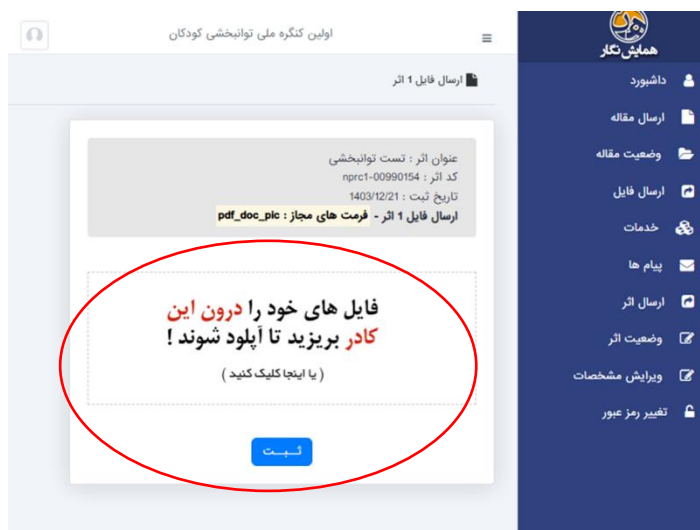 همایش نگار
داشبورد
ارسال مقاله
وضعیت مقاله
ارسال فایل
خدمات
پیام ها
ارسال اثر
وضعیت اثر
ویرایش مشخصات
تغییر رمز عبور
اولین کنگره ملی توانبخشی کودکان
ارسال فایل 1 اثر
عنوان اثر : تست توانبخشی
کد اثر : nprc1-00990154
تاریخ ثبت : 1403/12/21
ارسال فایل 1 اثر - فرمت های مجاز : pdf_doc_pic
فایل های خود را درون این
کادر بریزید تا آپلود شوند !
( یا اینجا کلیک کنید )
ثـبـت